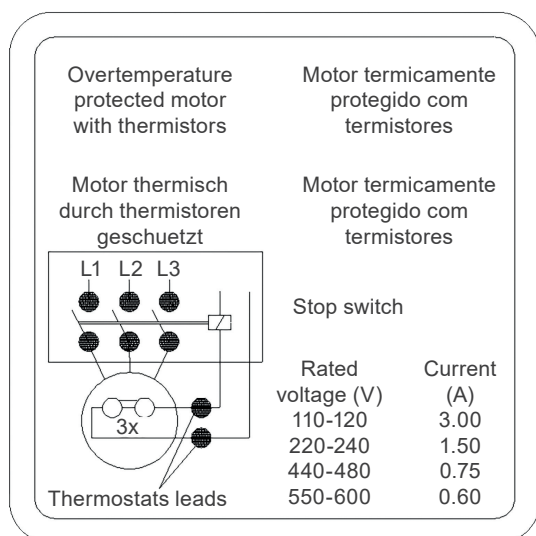 Overtemperature
protected motor
with thermistors
Motor termicamente
protegido com
termistores
Motor thermisch
durch thermistoren
geschuetzt
Motor termicamente
protegido com
termistores
L1 L2 L3
Stop switch
3x
Thermostats leads
Rated voltage (V) Current (A)
110-120 3.00
220-240 1.50
440-480 0.75
550-600 0.60